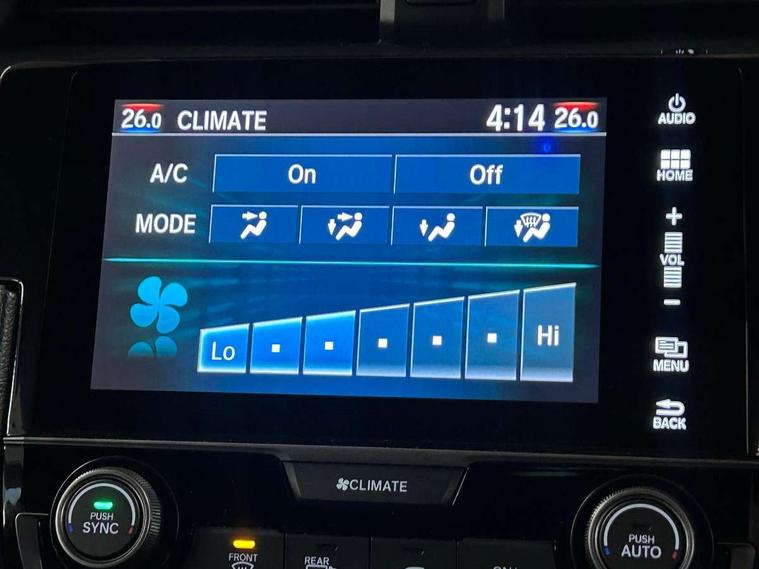 26.0 CLIMATE 4:14 26.0
A/C On Off
MODE
Lo Hi
AUDIO
HOME
+
VOL
−
MENU
BACK
CLIMATE
PUSH
SYNC
FRONT
REAR
PUSH
AUTO